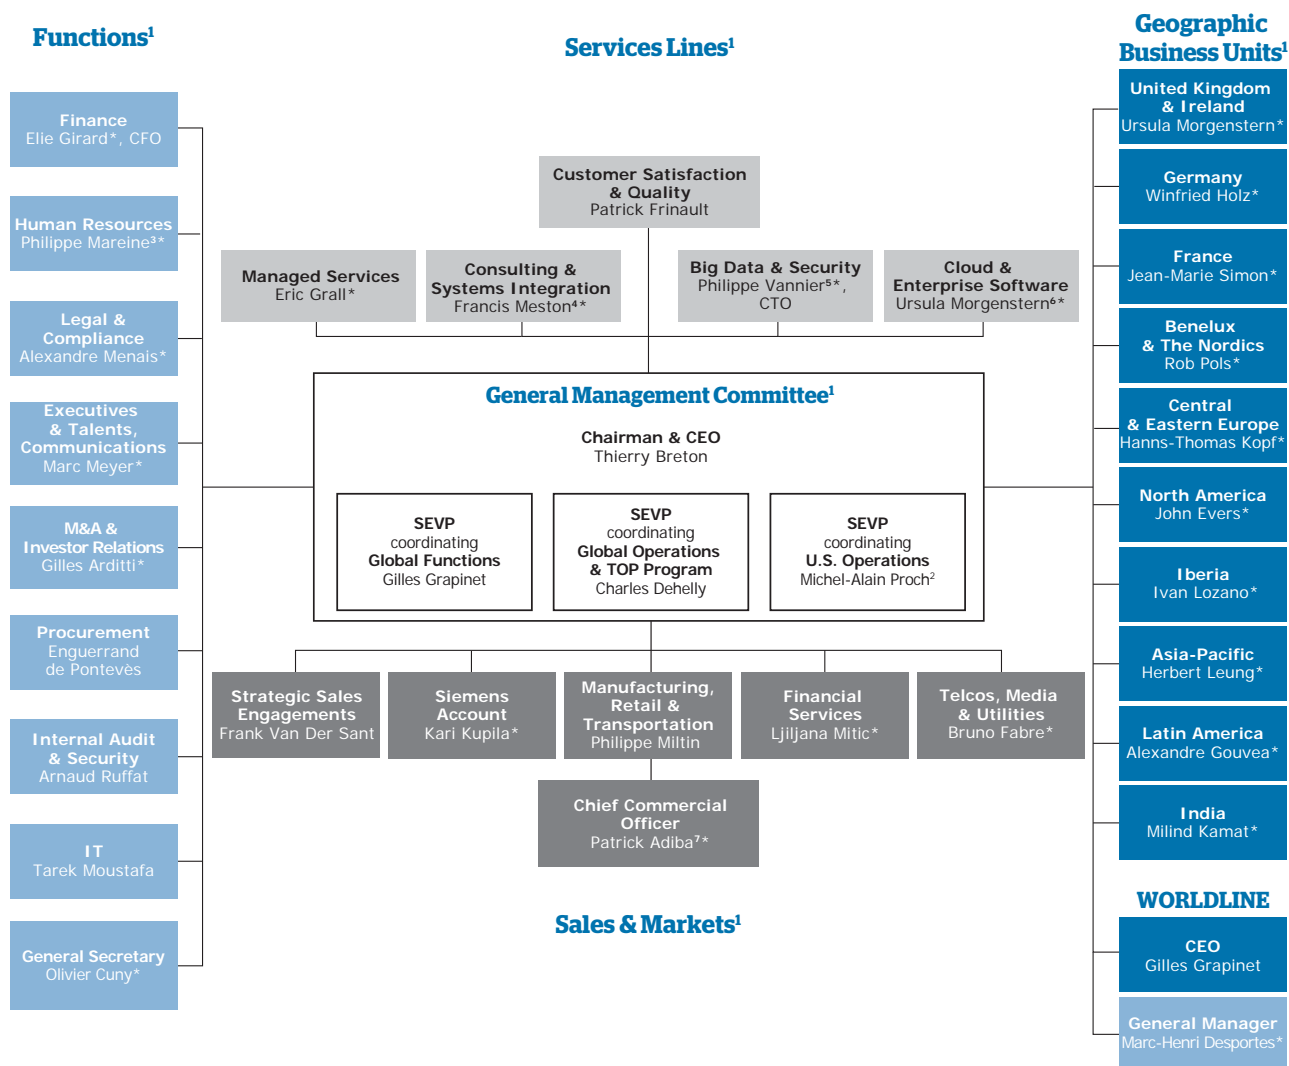 Functions¹
Finance
Elie Girard*, CFO
Human Resources
Philippe Mareine³*
Legal &
Compliance
Alexandre Menais*
Executives
& Talents,
Communications
Marc Meyer*
M&A &
Investor Relations
Gilles Arditti*
Procurement
Enguerrand
de Pontevès
Internal Audit
& Security
Arnaud Ruffat
IT
Tarek Moustafa
General Secretary
Olivier Cuny*
Services Lines¹
Customer Satisfaction
& Quality
Patrick Frinault
Managed Services
Eric Grall*
Consulting &
Systems Integration
Francis Meston⁴*
Big Data & Security
Philippe Vannier⁵*,
CTO
Cloud &
Enterprise Software
Ursula Morgenstern⁶*
General Management Committee¹
Chairman & CEO
Thierry Breton
SEVP
coordinating
Global Functions
Gilles Grapinet
SEVP
coordinating
Global Operations
& TOP Program
Charles Dehelly
SEVP
coordinating
U.S. Operations
Michel-Alain Proch²
Strategic Sales
Engagements
Frank Van Der Sant
Siemens
Account
Kari Kupila*
Manufacturing,
Retail &
Transportation
Philippe Miltin
Financial
Services
Ljiljana Mitic*
Telcos, Media
& Utilities
Bruno Fabre*
Chief Commercial
Officer
Patrick Adiba⁷*
Sales & Markets¹
Geographic
Business Units¹
United Kingdom
& Ireland
Ursula Morgenstern*
Germany
Winfried Holz*
France
Jean-Marie Simon*
Benelux
& The Nordics
Rob Pols*
Central
& Eastern Europe
Hanns-Thomas Kopf*
North America
John Evers*
Iberia
Ivan Lozano*
Asia-Pacific
Herbert Leung*
Latin America
Alexandre Gouvea*
India
Milind Kamat*
WORLDLINE
CEO
Gilles Grapinet
General Manager
Marc-Henri Desportes*